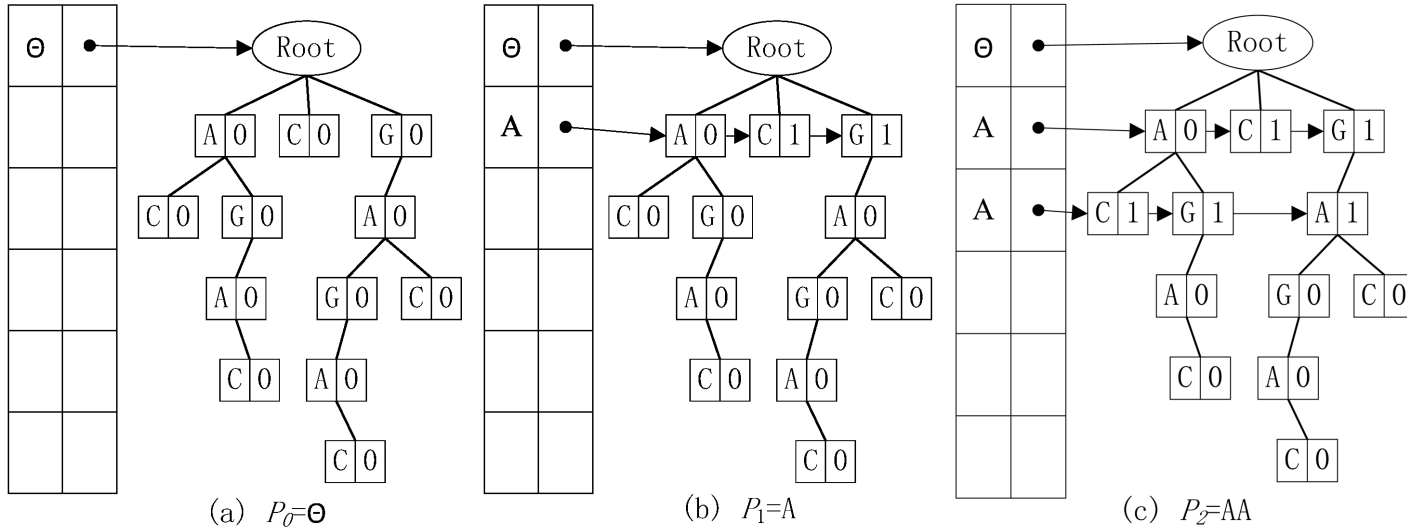 Θ Root
A 0 C 0 G 0
C 0 G 0 A 0
A 0 G 0 C 0
C 0 A 0
C 0
(a) P0=Θ
Θ Root
A A 0 C 1 G 1
C 0 G 0 A 0
A 0 G 0 C 0
C 0 A 0
C 0
(b) P1=A
Θ Root
A A 0 C 1 G 1
A C 1 G 1 A 1
A 0 G 0 C 0
C 0 A 0
C 0
(c) P2=AA